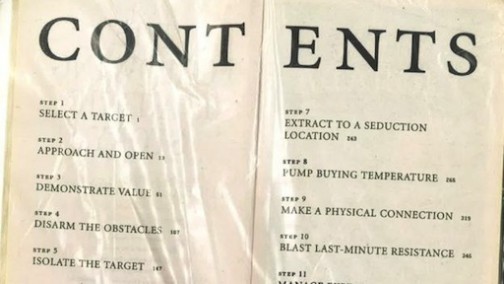 CONTENTS
STEP 1
SELECT A TARGET 1
STEP 2
APPROACH AND OPEN
STEP 3
DEMONSTRATE VALUE
STEP 4
DISARM THE OBSTACLES
STEP 5
ISOLATE THE TARGET
STEP 7
EXTRACT TO A SEDUCTION
LOCATION
STEP 8
PUMP BUYING TEMPERATURE
STEP 9
MAKE A PHYSICAL CONNECTION
STEP 10
BLAST LAST-MINUTE RESISTANCE
STEP 11